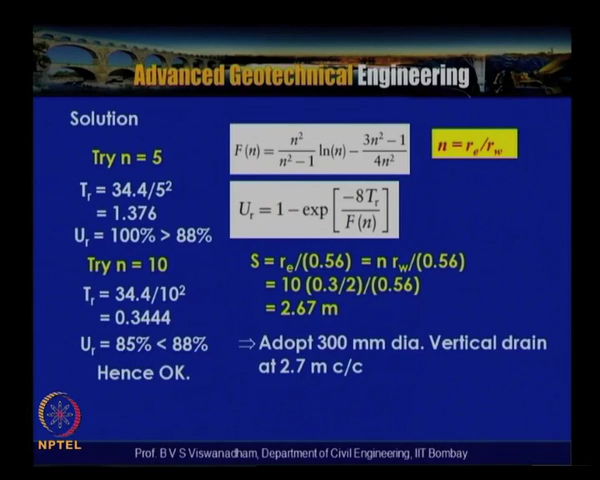 Advanced Geotechnical Engineering
Solution
Try n = 5
Tr = 34.4/5²
= 1.376
Ur = 100% > 88%
Try n = 10
Tr = 34.4/10²
= 0.3444
Ur = 85% < 88%
Hence OK.
F(n) = n²/(n² − 1) ln(n) − (3n² − 1)/(4n²)
n = re/rw
Ur = 1 − exp[−8Tr/F(n)]
S = re/(0.56) = n rw/(0.56)
= 10 (0.3/2)/(0.56)
= 2.67 m
⇒ Adopt 300 mm dia. Vertical drain
at 2.7 m c/c
NPTEL
Prof. B V S Viswanadham, Department of Civil Engineering, IIT Bombay